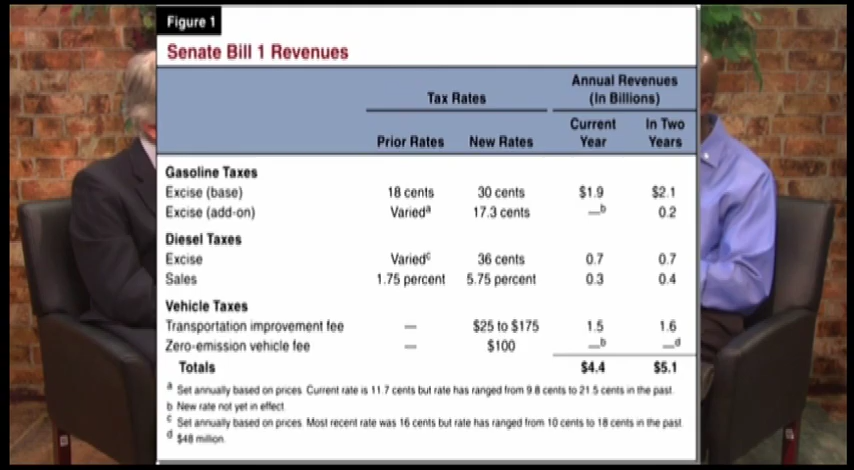 Figure 1
Senate Bill 1 Revenues
Annual Revenues
Tax Rates (In Billions)
Current In Two
Prior Rates New Rates Year Years
Gasoline Taxes
Excise (base) 18 cents 30 cents $1.9 $2.1
Excise (add-on) Varied^a 17.3 cents —^b 0.2
Diesel Taxes
Excise Varied^c 36 cents 0.7 0.7
Sales 1.75 percent 5.75 percent 0.3 0.4
Vehicle Taxes
Transportation improvement fee — $25 to $175 1.5 1.6
Zero-emission vehicle fee — $100 —^b —^d
Totals $4.4 $5.1
a Set annually based on prices. Current rate is 11.7 cents but rate has ranged from 9.8 cents to 21.5 cents in the past.
b New rate not yet in effect.
c Set annually based on prices. Most recent rate was 16 cents but rate has ranged from 10 cents to 18 cents in the past.
d $48 million.